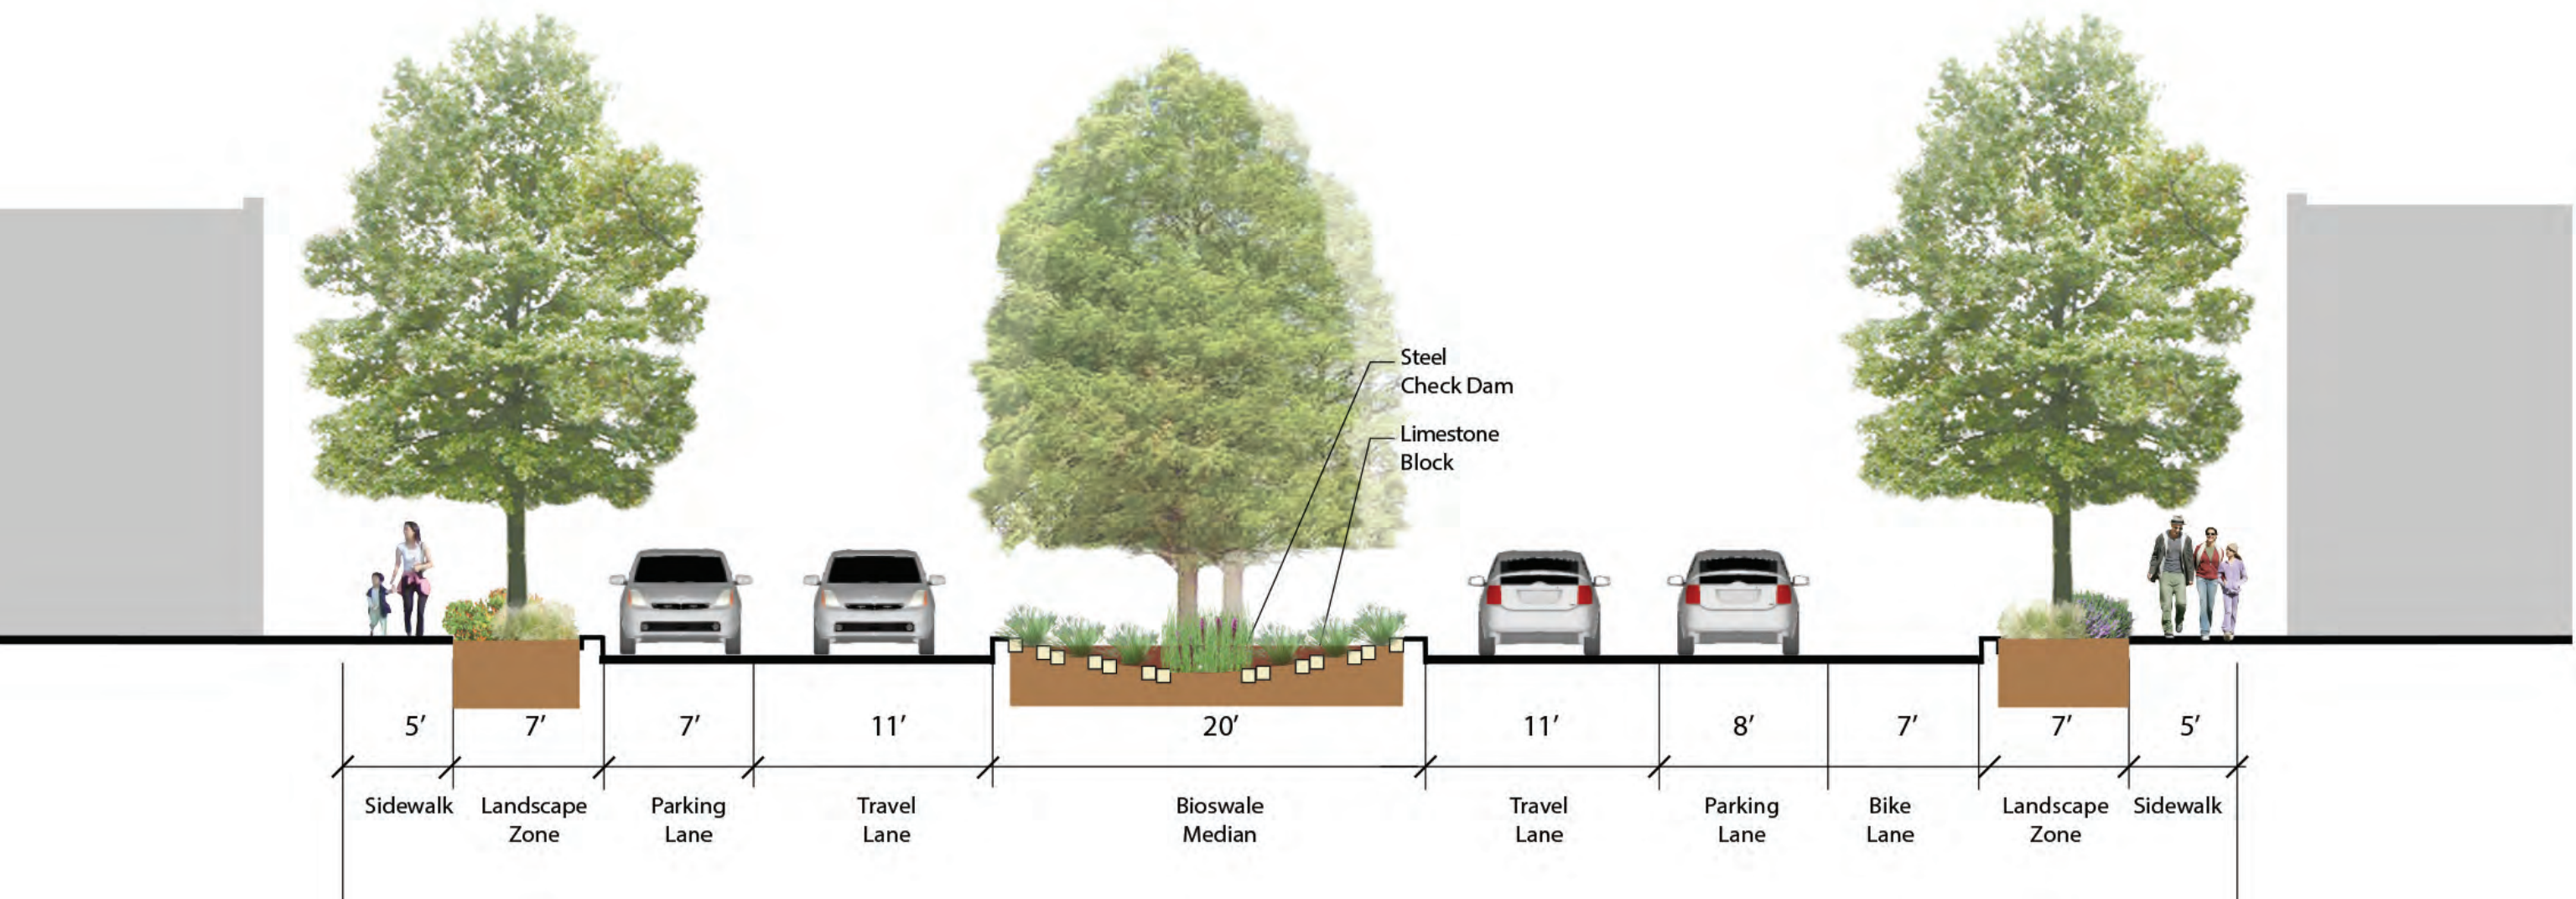 Steel
Check Dam
Limestone
Block
5′ 7′ 7′ 11′ 20′ 11′ 8′ 7′ 7′ 5′
Sidewalk Landscape Parking Travel Bioswale Travel Parking Bike Landscape Sidewalk
Zone Lane Lane Median Lane Lane Lane Zone